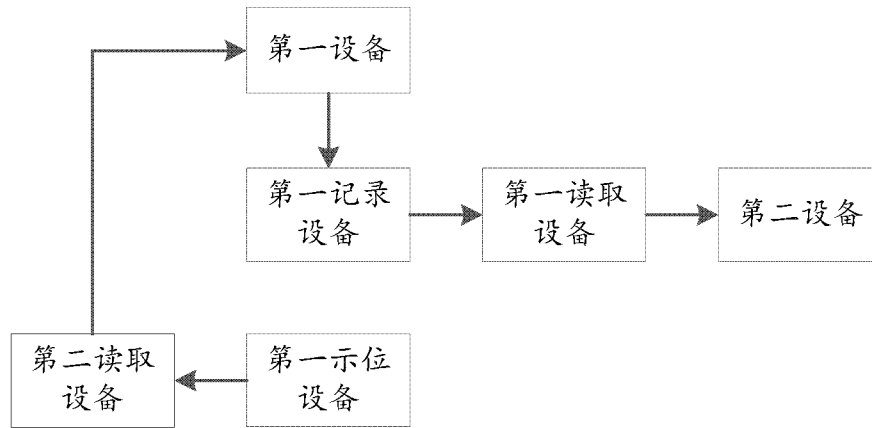 第一设备
第一记录
设备
第一读取
设备
第二设备
第二读取
设备
第一示位
设备